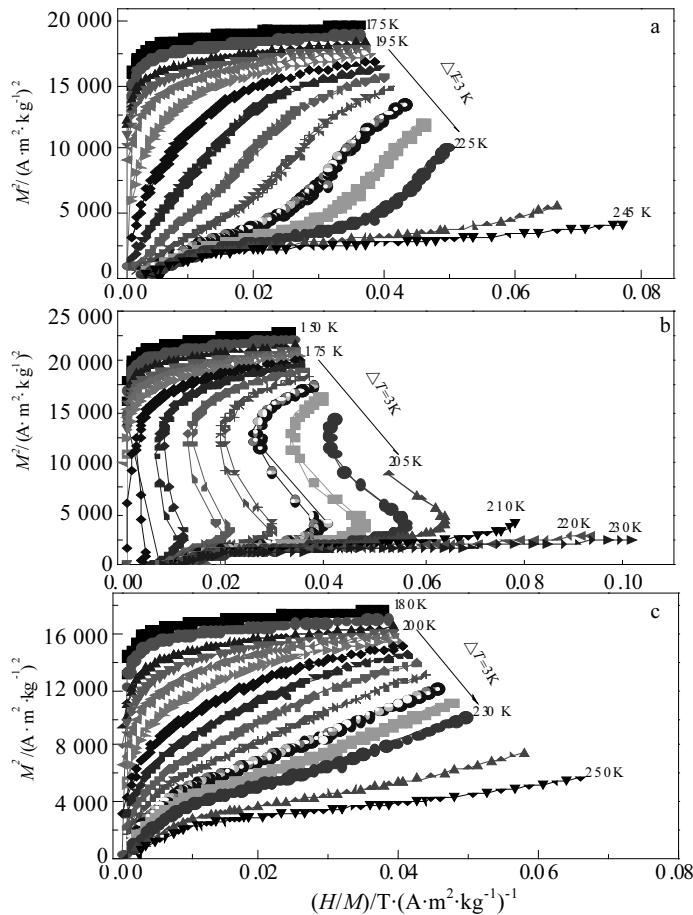 a
20 000
15 000
10 000
5 000
0
M²/(A·m²·kg⁻¹)²
175 K
195 K
△T=3 K
225 K
245 K
0.00 0.02 0.04 0.06 0.08
b
25 000
20 000
15 000
10 000
5 000
0
M²/(A·m²·kg⁻¹)²
150 K
175 K
△T=3K
205 K
210 K
220 K
230 K
0.00 0.02 0.04 0.06 0.08 0.10
c
16 000
12 000
8 000
4 000
0
M²/(A·m²·kg⁻¹)²
180 K
200 K
△T=3K
230 K
250 K
0.00 0.02 0.04 0.06 0.08
(H/M)/T·(A·m²·kg⁻¹)⁻¹